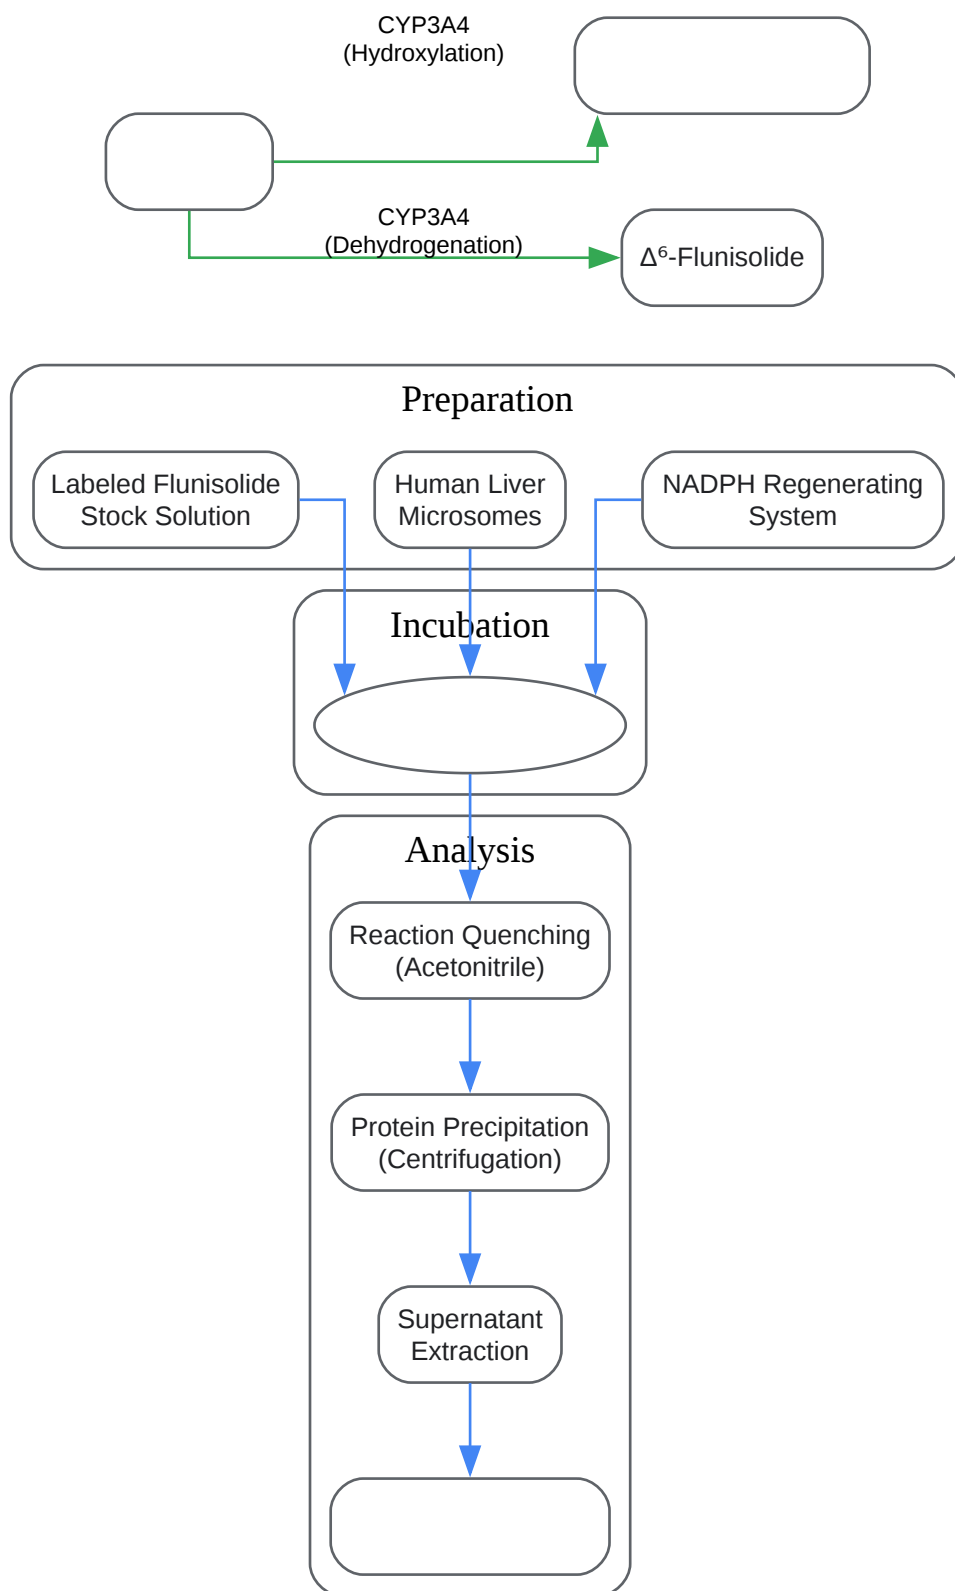 CYP3A4
(Hydroxylation)
CYP3A4
(Dehydrogenation)
Δ⁶-Flunisolide
Preparation
Labeled Flunisolide
Stock Solution
Human Liver
Microsomes
NADPH Regenerating
System
Incubation
Analysis
Reaction Quenching
(Acetonitrile)
Protein Precipitation
(Centrifugation)
Supernatant
Extraction